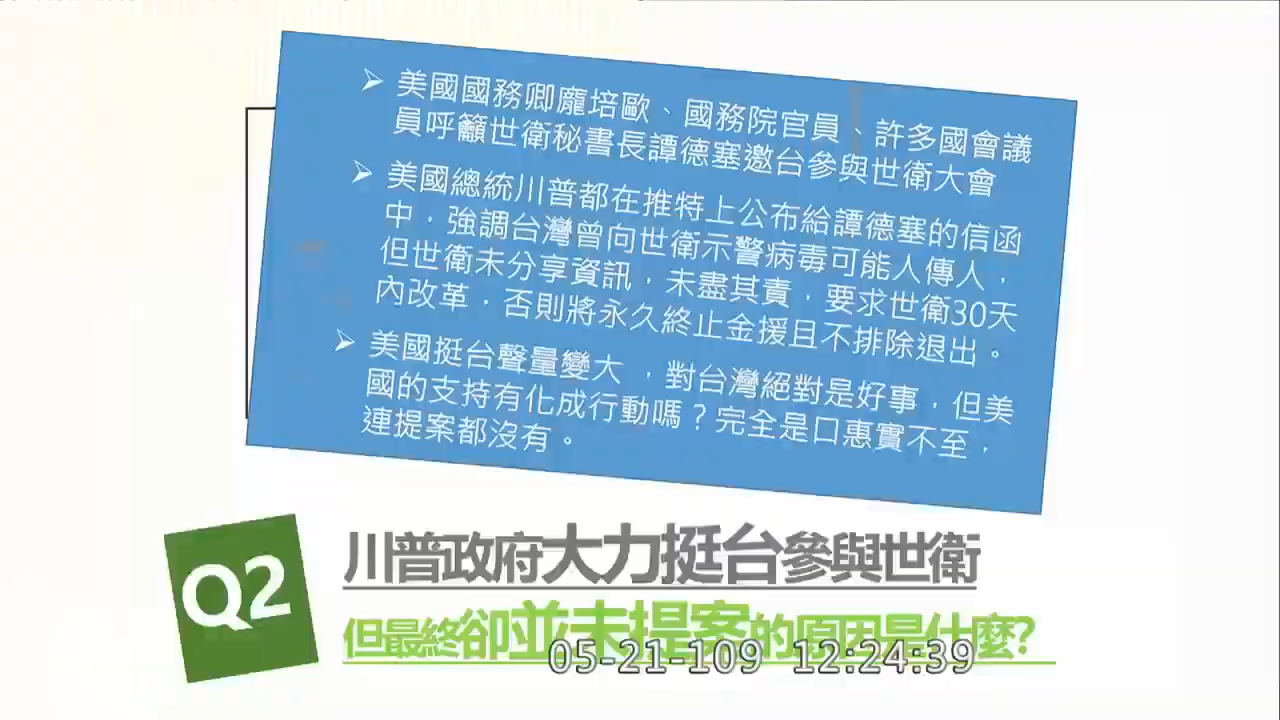 ➢ 美國國務卿龐培歐、國務院官員、許多國會議
員呼籲世衛秘書長譚德塞邀台參與世衛大會
➢ 美國總統川普都在推特上公布給譚德塞的信函
中，強調台灣曾向世衛示警病毒可能人傳人，
但世衛未分享資訊，未盡其責，要求世衛30天
內改革，否則將永久終止金援且不排除退出。
➢ 美國挺台聲量變大 ，對台灣絕對是好事，但美
國的支持有化成行動嗎？完全是口惠實不至，
連提案都沒有。
Q2
川普政府大力挺台參與世衛
但最終卻並未提案的原因是什麼?
05-21-109 12:24:39